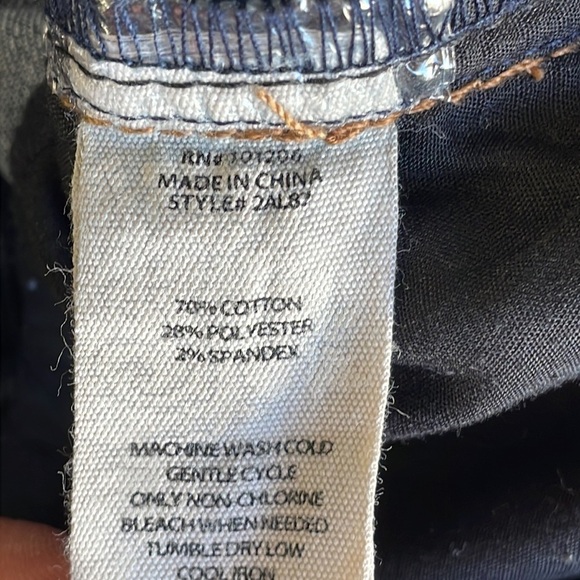 RN# 101204
MADE IN CHINA
STYLE# 2AL87
70% COTTON
28% POLYESTER
2% SPANDEX
MACHINE WASH COLD
GENTLE CYCLE
ONLY NON-CHLORINE
BLEACH WHEN NEEDED
TUMBLE DRY LOW
COOL IRON